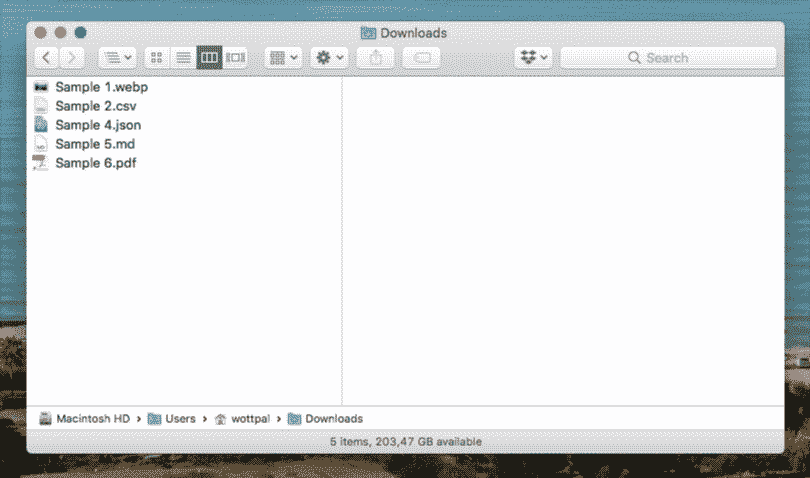 Downloads
Search
Sample 1.webp
Sample 2.csv
Sample 4.json
Sample 5.md
Sample 6.pdf
Macintosh HD › Users › wottpal › Downloads
5 items, 203,47 GB available